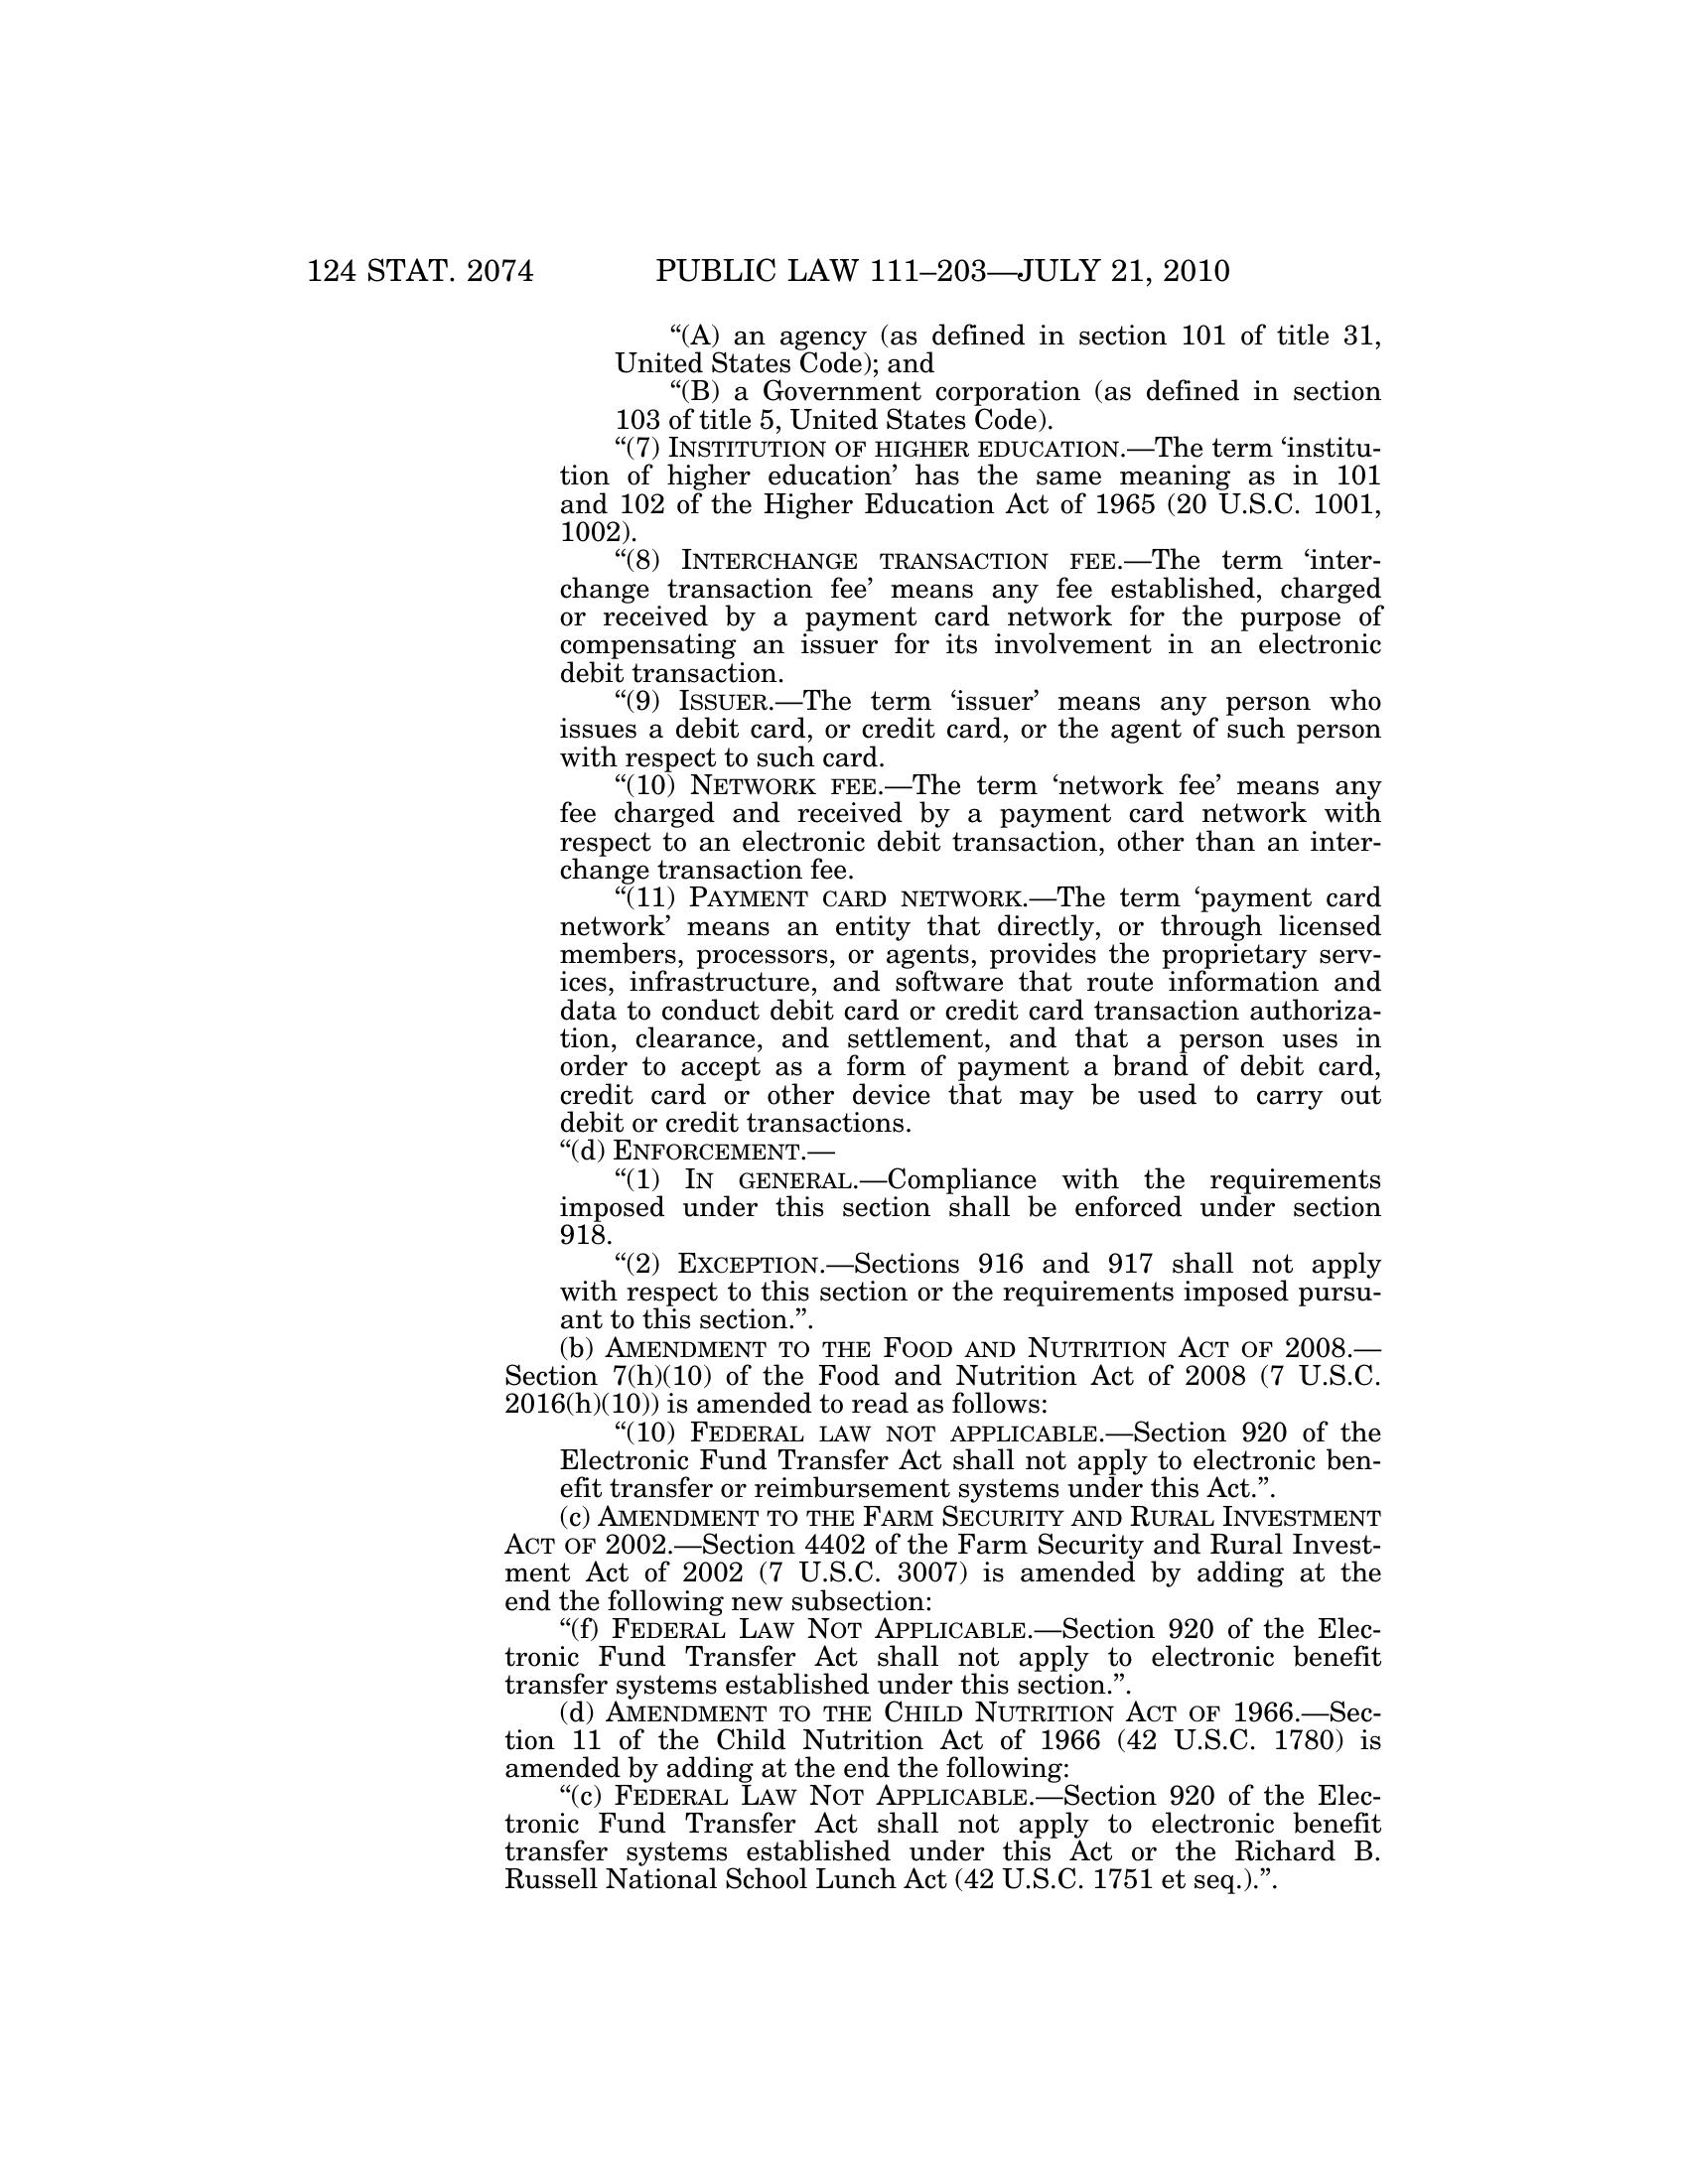 124 STAT. 2074 PUBLIC LAW 111–203—JULY 21, 2010
“(A) an agency (as defined in section 101 of title 31,
United States Code); and
“(B) a Government corporation (as defined in section
103 of title 5, United States Code).
“(7) INSTITUTION OF HIGHER EDUCATION.—The term ‘institu-
tion of higher education’ has the same meaning as in 101
and 102 of the Higher Education Act of 1965 (20 U.S.C. 1001,
1002).
“(8) INTERCHANGE TRANSACTION FEE.—The term ‘inter-
change transaction fee’ means any fee established, charged
or received by a payment card network for the purpose of
compensating an issuer for its involvement in an electronic
debit transaction.
“(9) ISSUER.—The term ‘issuer’ means any person who
issues a debit card, or credit card, or the agent of such person
with respect to such card.
“(10) NETWORK FEE.—The term ‘network fee’ means any
fee charged and received by a payment card network with
respect to an electronic debit transaction, other than an inter-
change transaction fee.
“(11) PAYMENT CARD NETWORK.—The term ‘payment card
network’ means an entity that directly, or through licensed
members, processors, or agents, provides the proprietary serv-
ices, infrastructure, and software that route information and
data to conduct debit card or credit card transaction authoriza-
tion, clearance, and settlement, and that a person uses in
order to accept as a form of payment a brand of debit card,
credit card or other device that may be used to carry out
debit or credit transactions.
“(d) ENFORCEMENT.—
“(1) IN GENERAL.—Compliance with the requirements
imposed under this section shall be enforced under section
918.
“(2) EXCEPTION.—Sections 916 and 917 shall not apply
with respect to this section or the requirements imposed pursu-
ant to this section.”.
(b) AMENDMENT TO THE FOOD AND NUTRITION ACT OF 2008.—
Section 7(h)(10) of the Food and Nutrition Act of 2008 (7 U.S.C.
2016(h)(10)) is amended to read as follows:
“(10) FEDERAL LAW NOT APPLICABLE.—Section 920 of the
Electronic Fund Transfer Act shall not apply to electronic ben-
efit transfer or reimbursement systems under this Act.”.
(c) AMENDMENT TO THE FARM SECURITY AND RURAL INVESTMENT
ACT OF 2002.—Section 4402 of the Farm Security and Rural Invest-
ment Act of 2002 (7 U.S.C. 3007) is amended by adding at the
end the following new subsection:
“(f) FEDERAL LAW NOT APPLICABLE.—Section 920 of the Elec-
tronic Fund Transfer Act shall not apply to electronic benefit
transfer systems established under this section.”.
(d) AMENDMENT TO THE CHILD NUTRITION ACT OF 1966.—Sec-
tion 11 of the Child Nutrition Act of 1966 (42 U.S.C. 1780) is
amended by adding at the end the following:
“(c) FEDERAL LAW NOT APPLICABLE.—Section 920 of the Elec-
tronic Fund Transfer Act shall not apply to electronic benefit
transfer systems established under this Act or the Richard B.
Russell National School Lunch Act (42 U.S.C. 1751 et seq.).”.